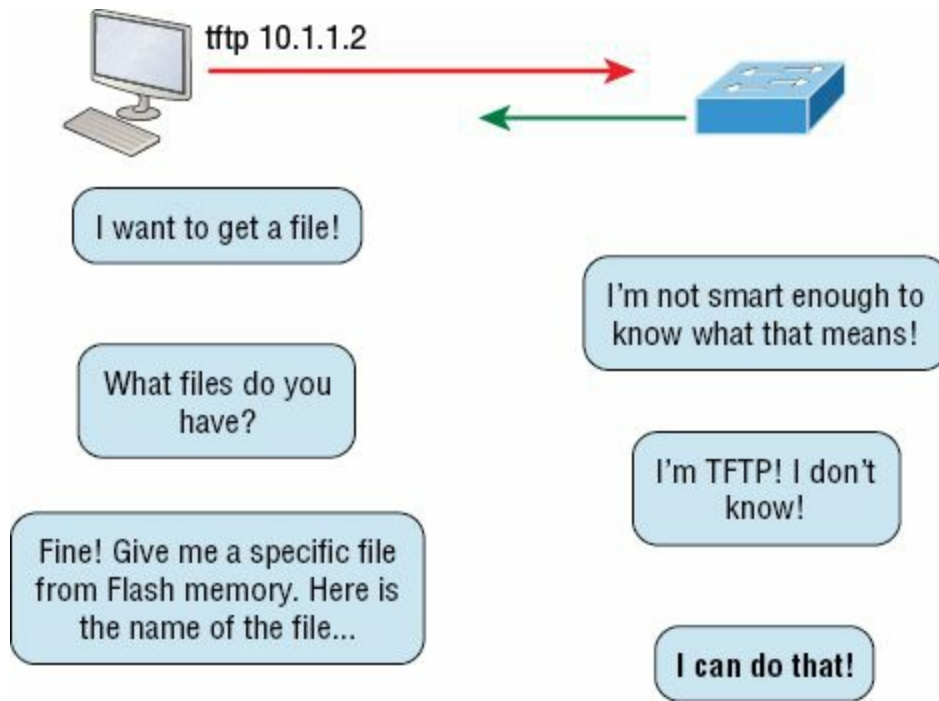 tftp 10.1.1.2
I want to get a file!
I'm not smart enough to
know what that means!
What files do you
have?
I'm TFTP! I don't
know!
Fine! Give me a specific file
from Flash memory. Here is
the name of the file...
I can do that!